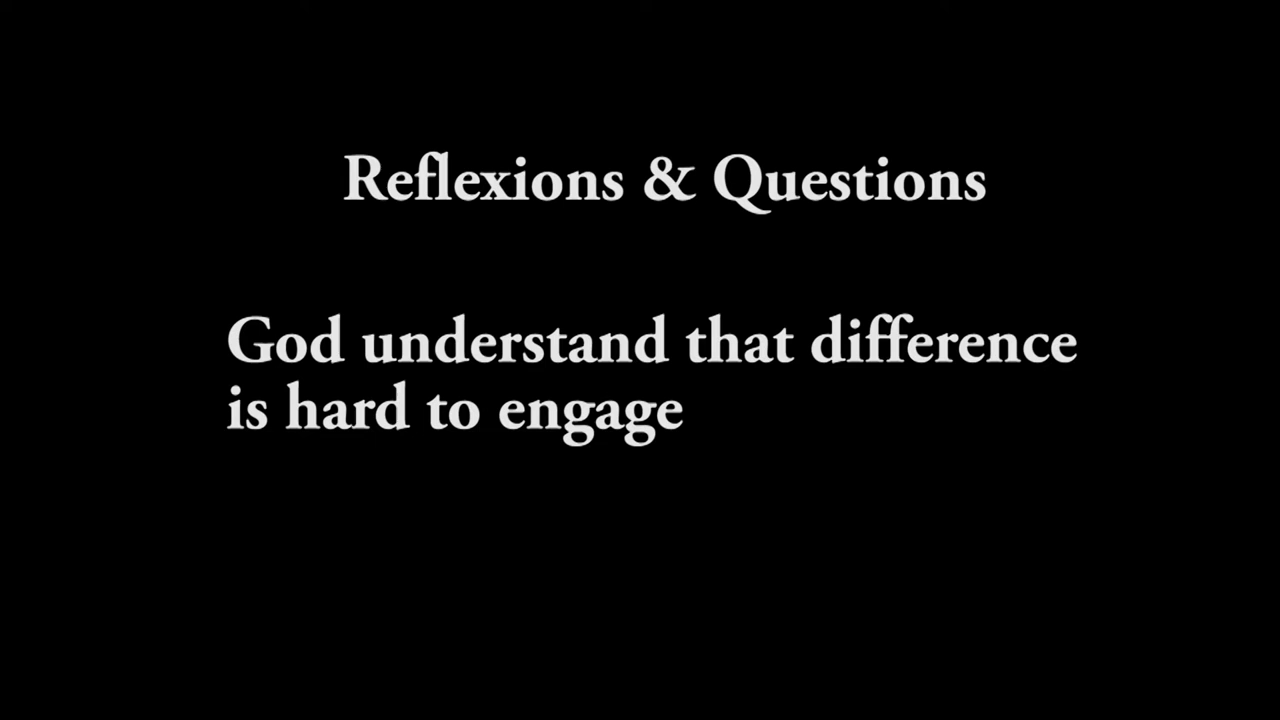 Reflexions & Questions
God understand that difference
is hard to engage